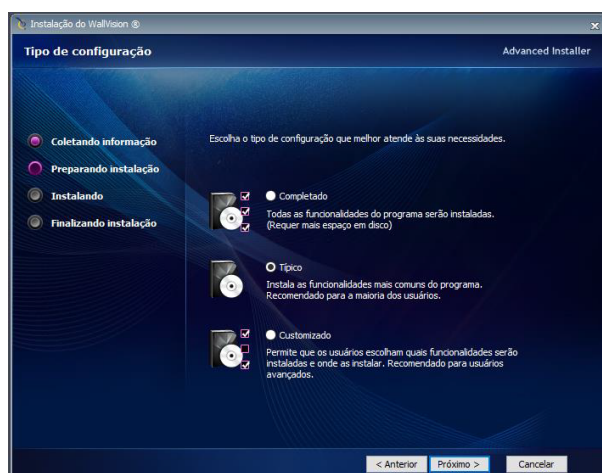 Instalação do WallVision ®
Tipo de configuração
Advanced Installer
Coletando informação
Preparando instalação
Instalando
Finalizando instalação
Escolha o tipo de configuração que melhor atende às suas necessidades.
Completado
Todas as funcionalidades do programa serão instaladas.
(Requer mais espaço em disco)
Típico
Instala as funcionalidades mais comuns do programa.
Recomendado para a maioria dos usuários.
Customizado
Permite que os usuários escolham quais funcionalidades serão
instaladas e onde as instalar. Recomendado para usuários
avançados.
< Anterior
Próximo >
Cancelar